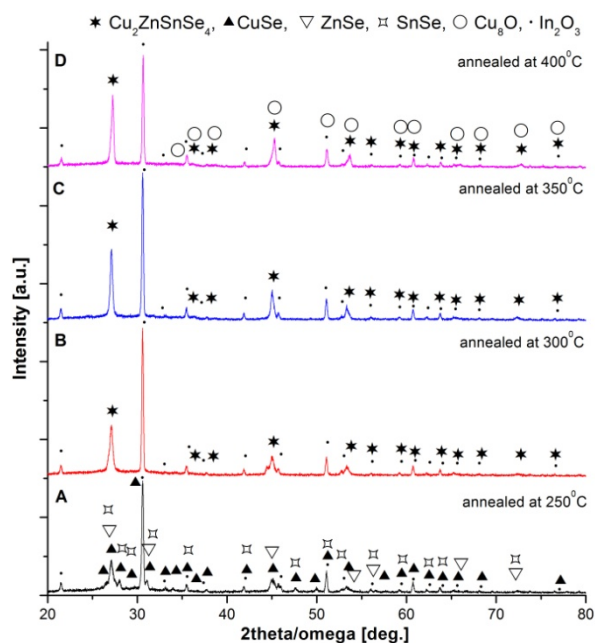 Cu2ZnSnSe4, CuSe, ZnSe, SnSe, Cu8O, · In2O3
D
annealed at 400°C
C
annealed at 350°C
B
annealed at 300°C
A
annealed at 250°C
Intensity [a.u.]
20 30 40 50 60 70 80
2theta/omega [deg.]